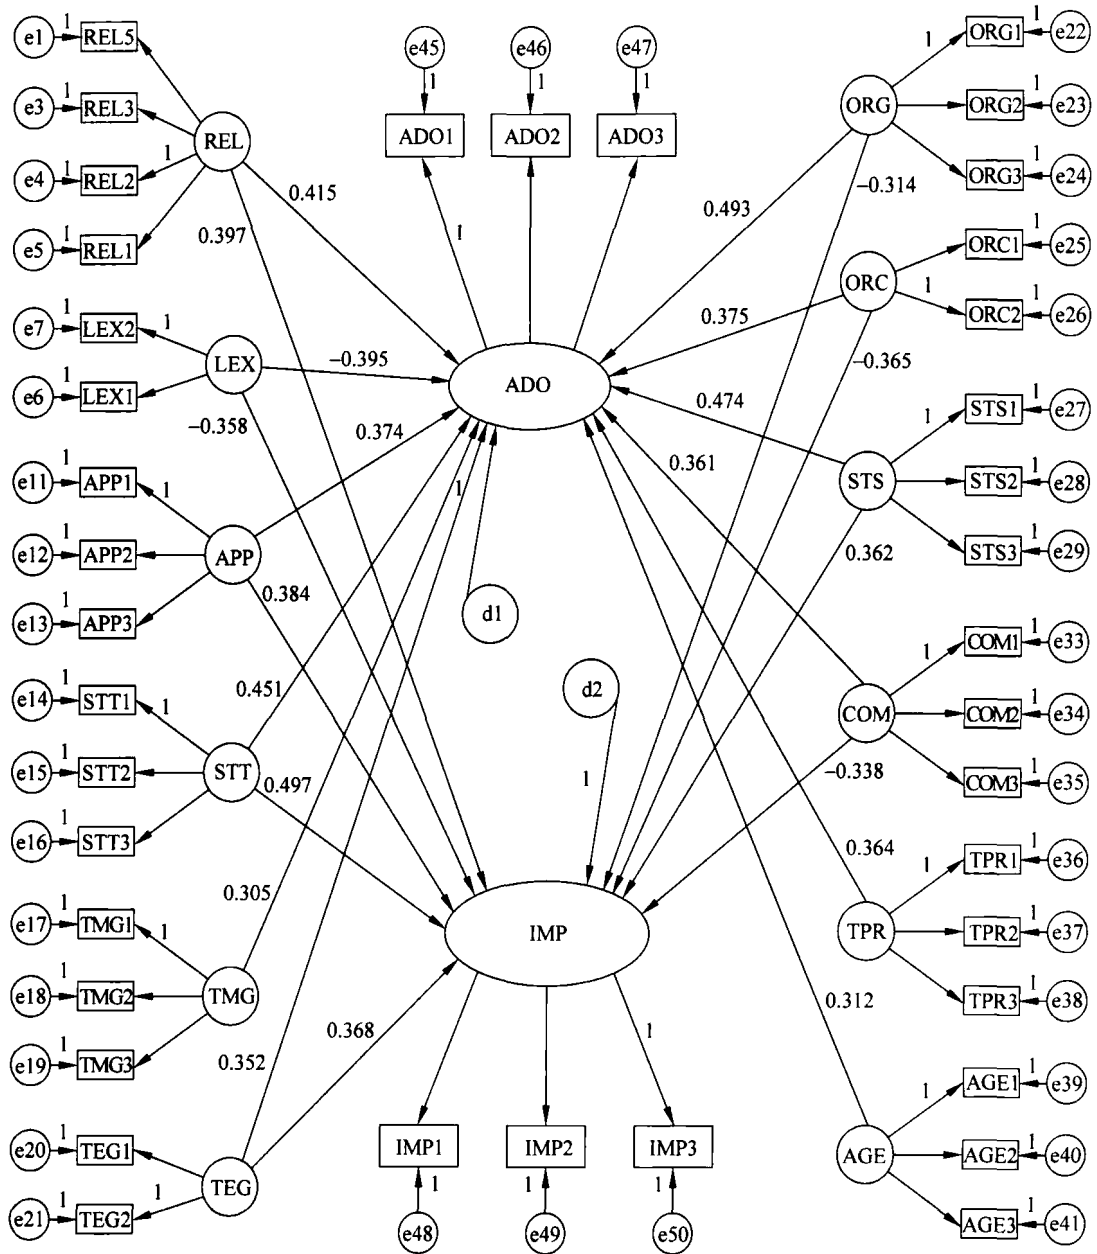 e1 1 REL5
e3 1 REL3
e4 1 REL2
e5 1 REL1
REL
1
0.415
0.397
e7 1 LEX2
e6 1 LEX1
LEX
1
−0.395
−0.358
e11 1 APP1
e12 1 APP2
e13 1 APP3
APP
1
0.374
0.384
e14 1 STT1
e15 1 STT2
e16 1 STT3
STT
1
0.451
0.497
e17 1 TMG1
e18 1 TMG2
e19 1 TMG3
TMG
1
0.305
e20 1 TEG1
e21 1 TEG2
TEG
1
0.352
0.368
e45 e46 e47
1 1 1
ADO1 ADO2 ADO3
1
ADO
1
d1
d2
1
IMP
1
IMP1 IMP2 IMP3
1 1 1
e48 e49 e50
ORG
1
ORG1 1 e22
ORG2 1 e23
ORG3 1 e24
−0.314
0.493
ORC
1
ORC1 1 e25
ORC2 1 e26
0.375
−0.365
STS
1
STS1 1 e27
STS2 1 e28
STS3 1 e29
0.474
0.362
COM
1
COM1 1 e33
COM2 1 e34
COM3 1 e35
0.361
−0.338
TPR
1
TPR1 1 e36
TPR2 1 e37
TPR3 1 e38
0.364
AGE
1
AGE1 1 e39
AGE2 1 e40
AGE3 1 e41
0.312